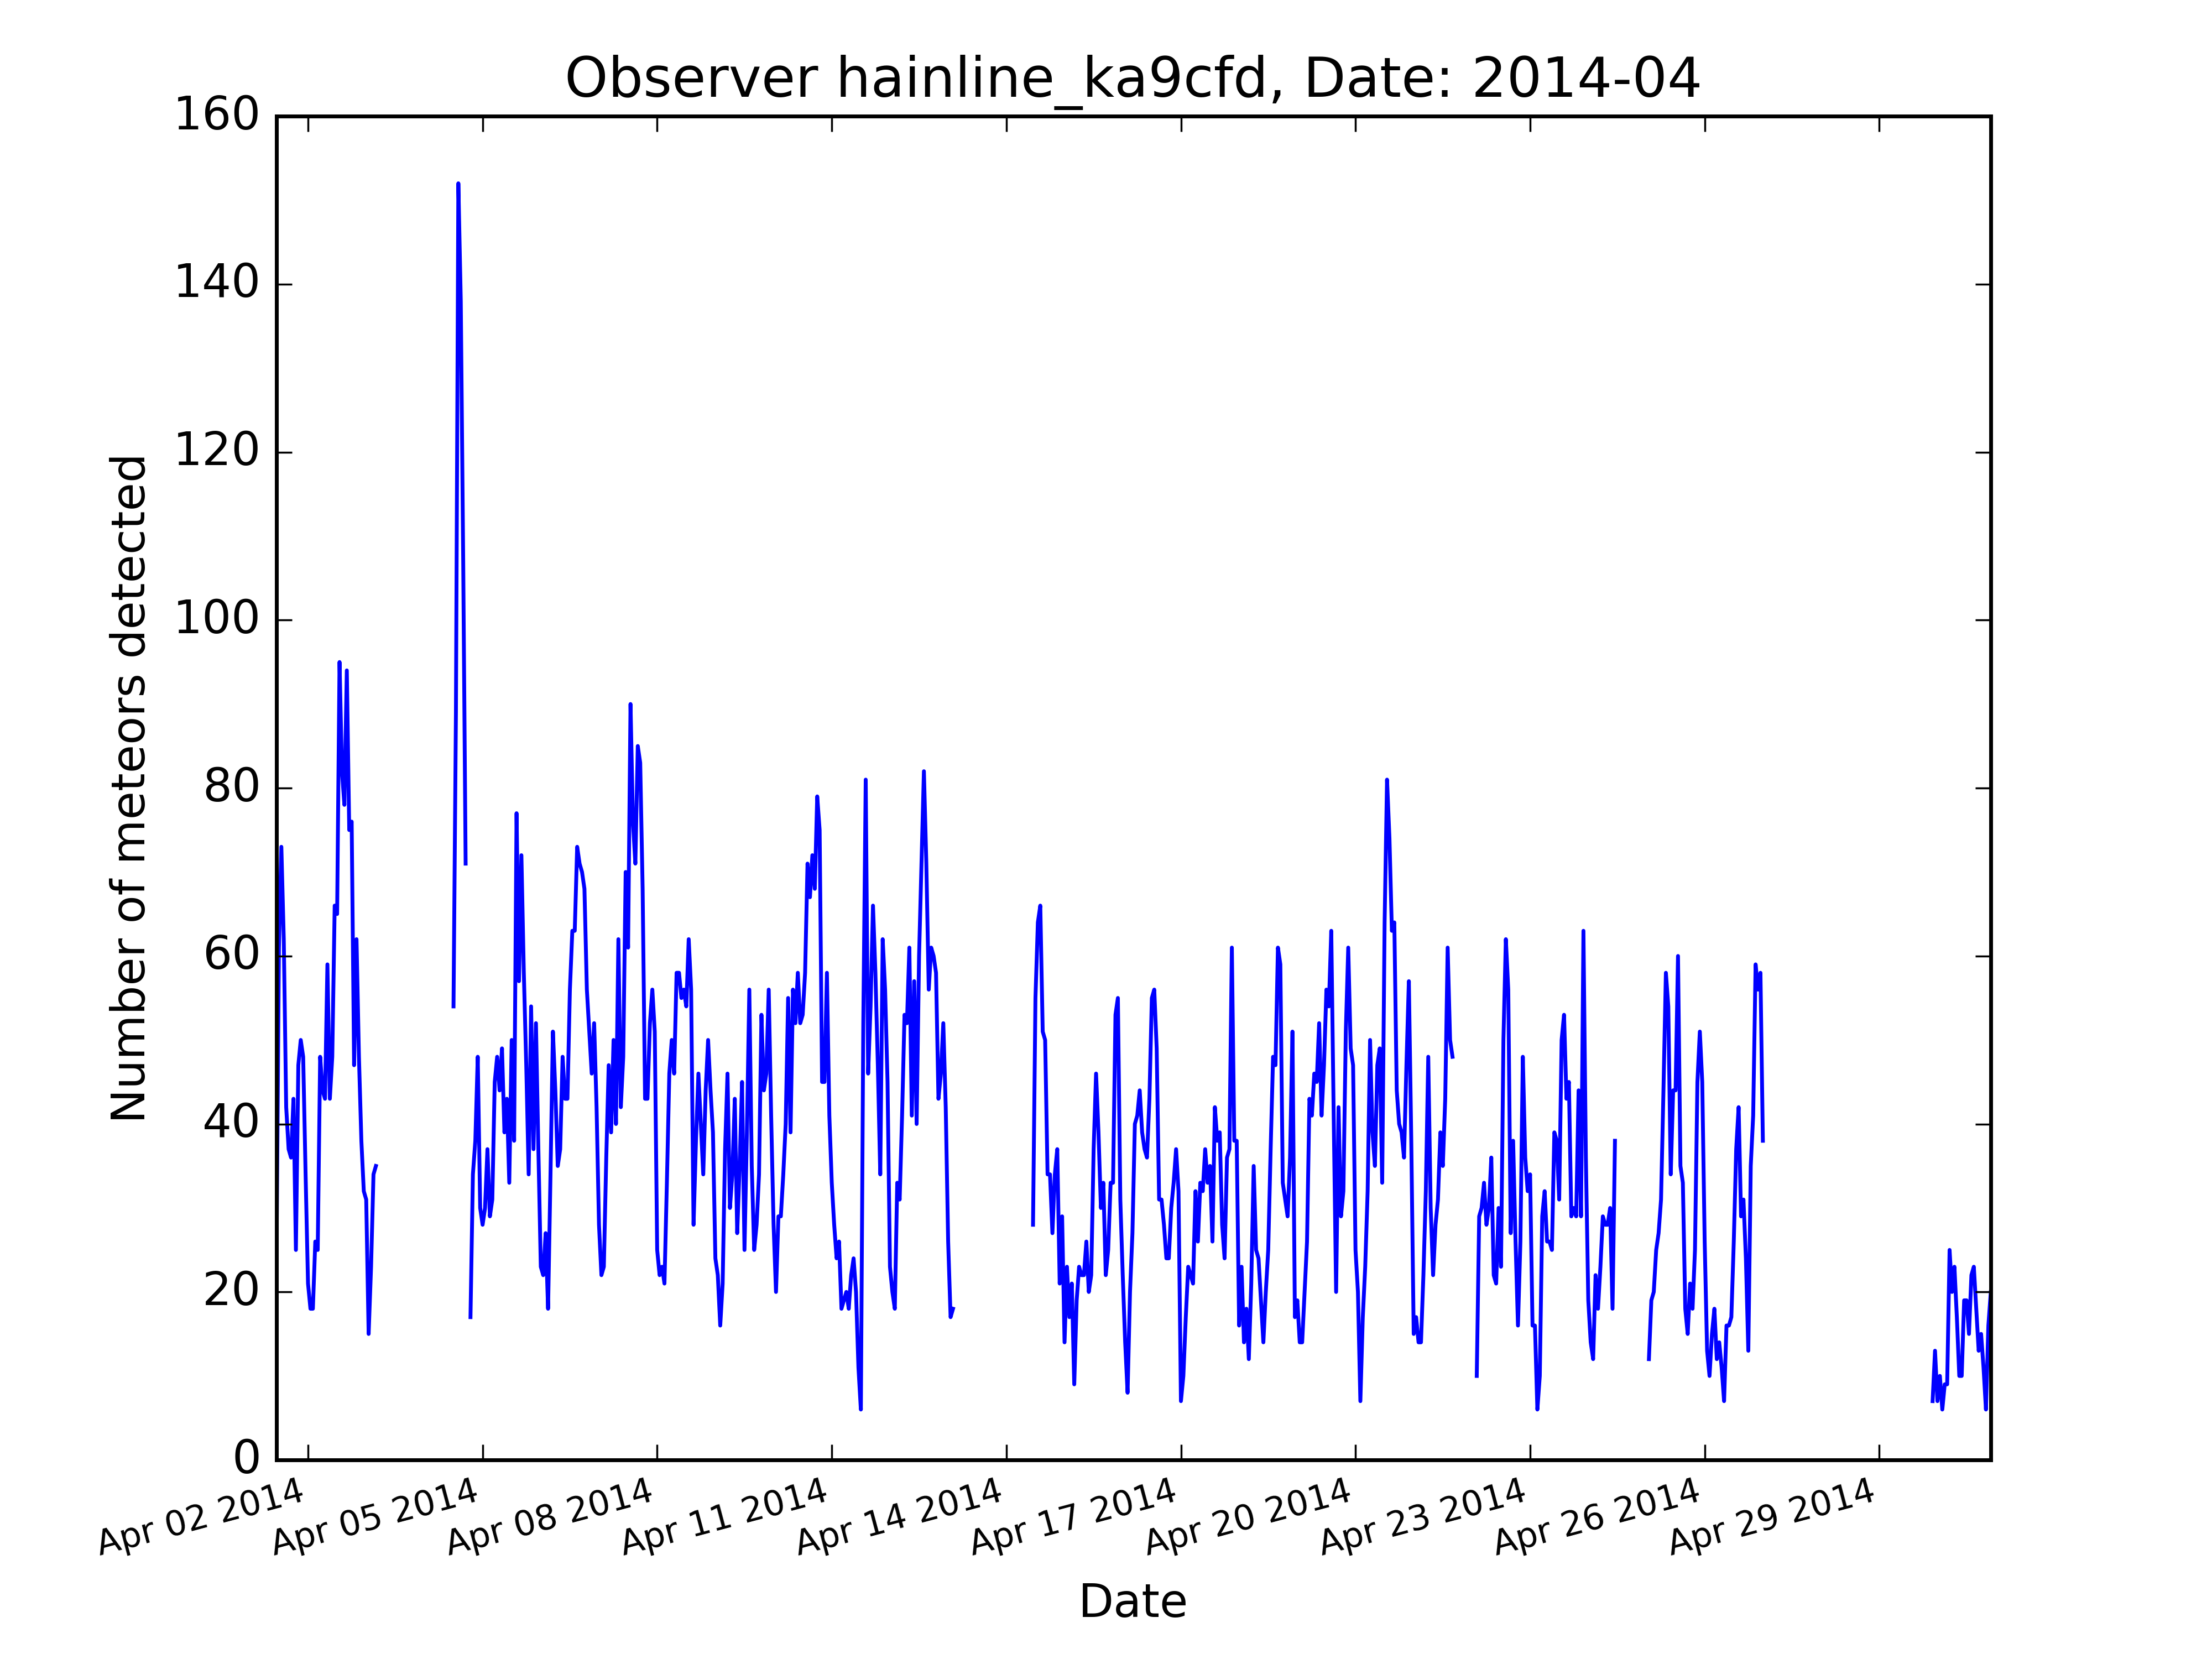 Observer hainline_ka9cfd, Date: 2014-04
160
140
120
100
80
60
40
20
0
Number of meteors detected
Apr 02 2014
Apr 05 2014
Apr 08 2014
Apr 11 2014
Apr 14 2014
Apr 17 2014
Apr 20 2014
Apr 23 2014
Apr 26 2014
Apr 29 2014
Date